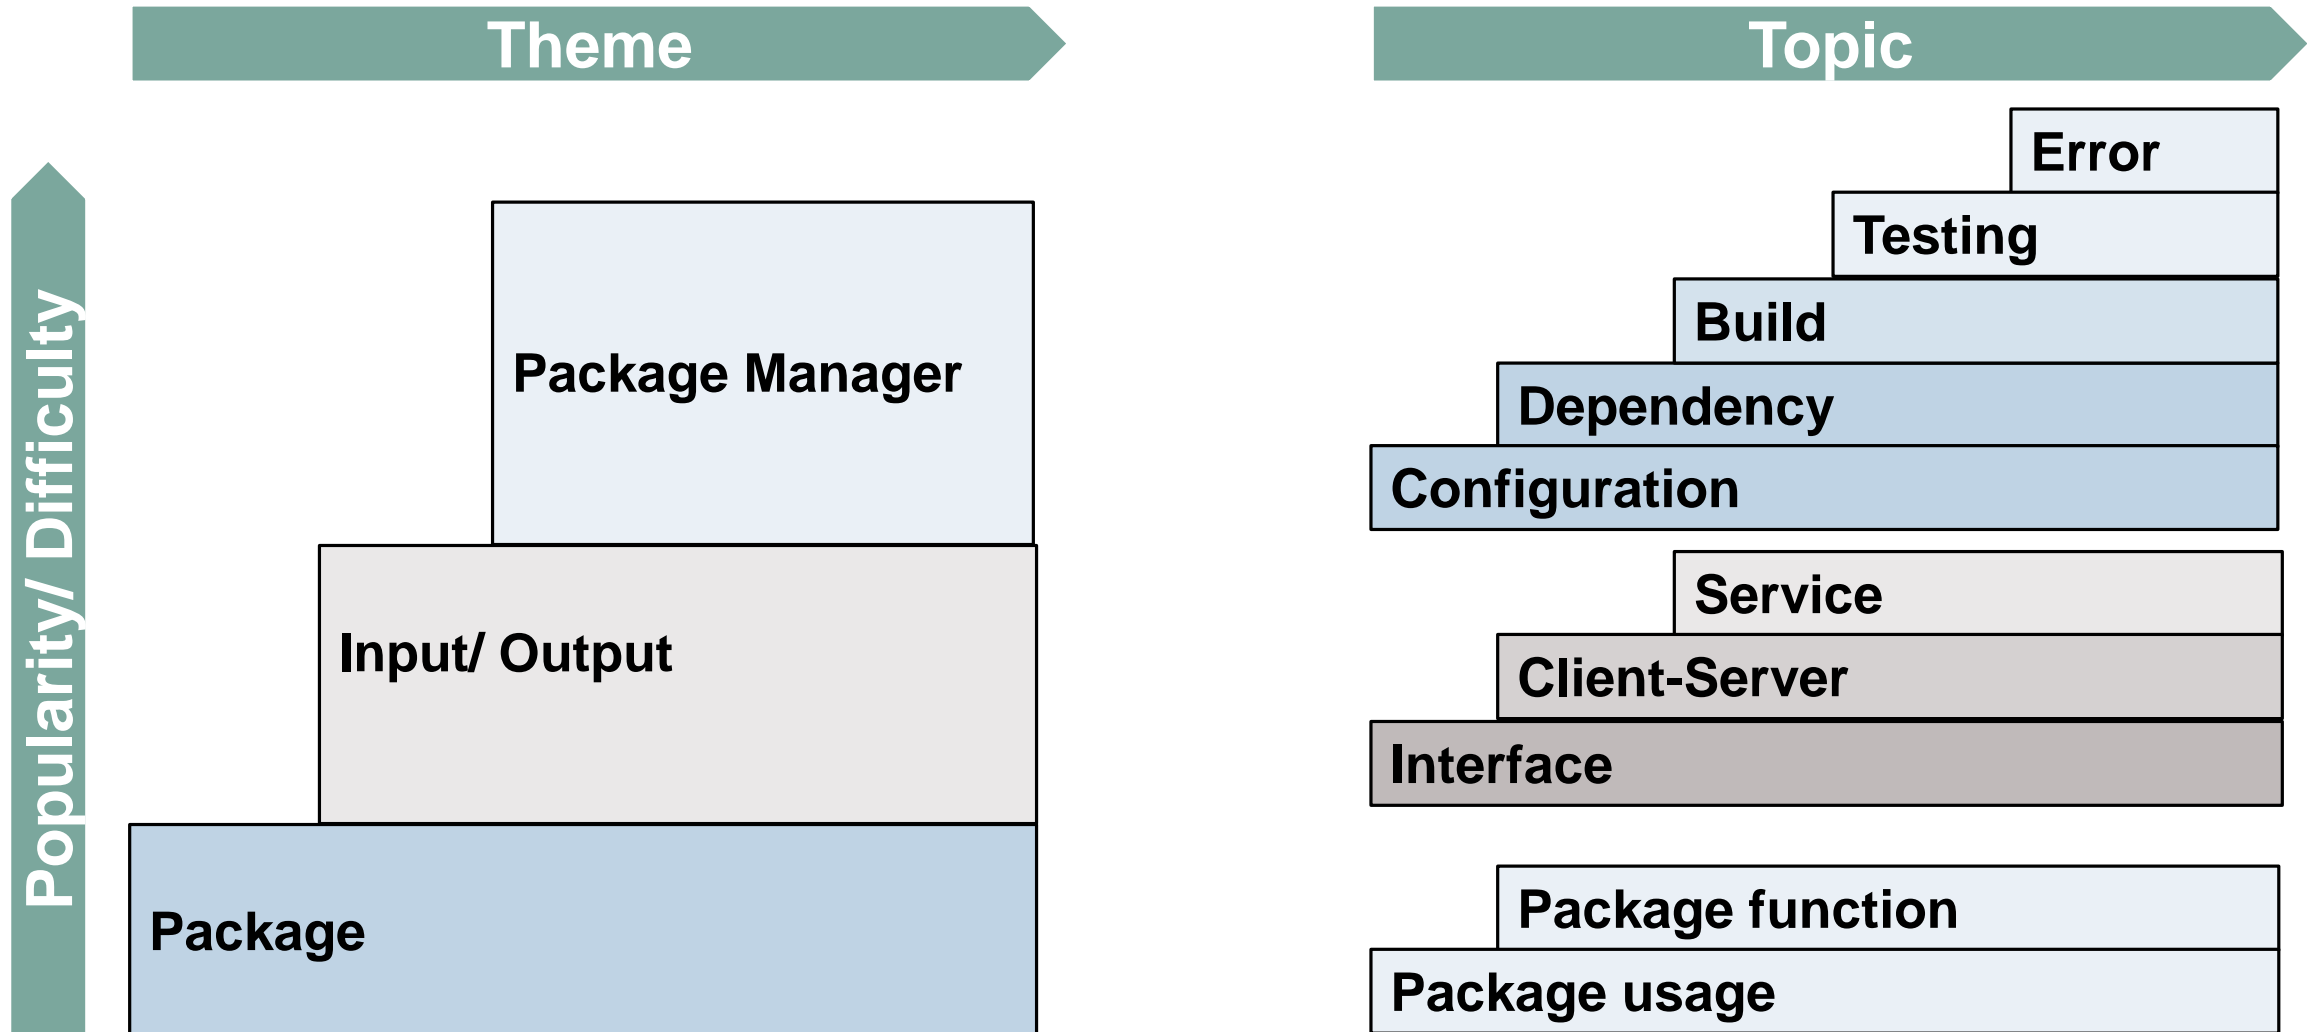 Theme
Topic
Popularity/ Difficulty
Package Manager
Input/ Output
Package
Error
Testing
Build
Dependency
Configuration
Service
Client-Server
Interface
Package function
Package usage